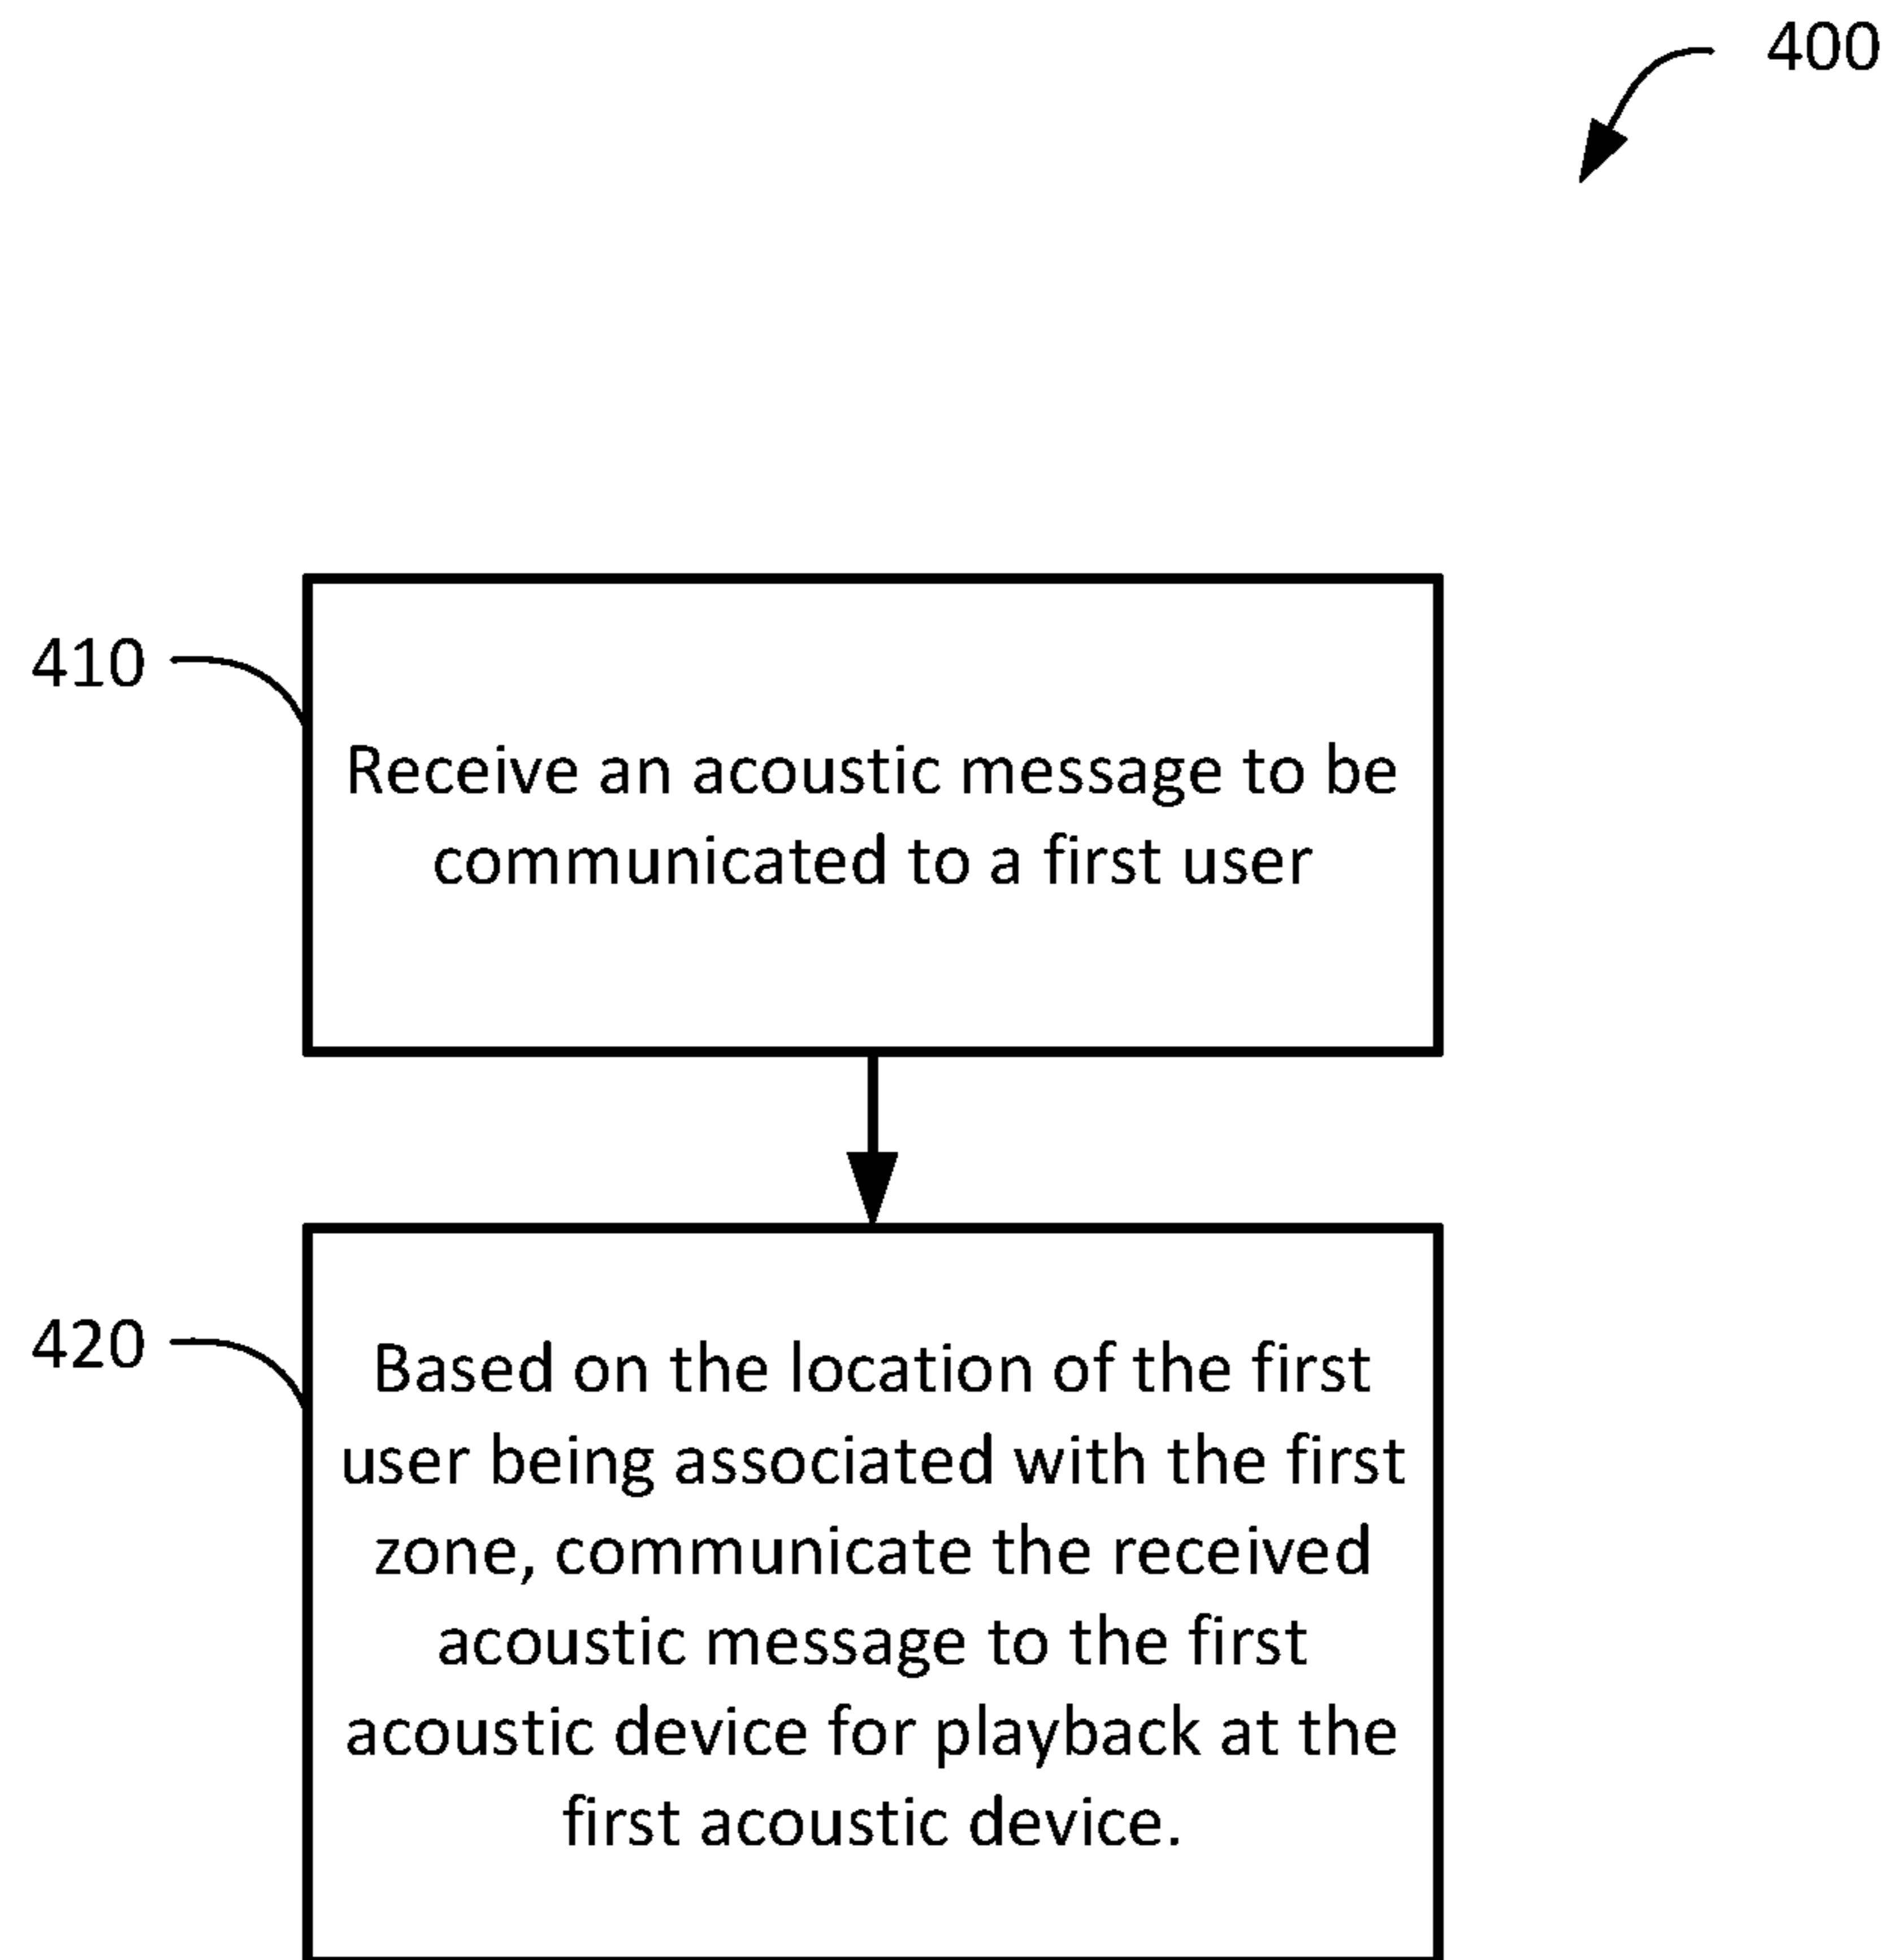 400
410
Receive an acoustic message to be
communicated to a first user
420
Based on the location of the first
user being associated with the first
zone, communicate the received
acoustic message to the first
acoustic device for playback at the
first acoustic device.